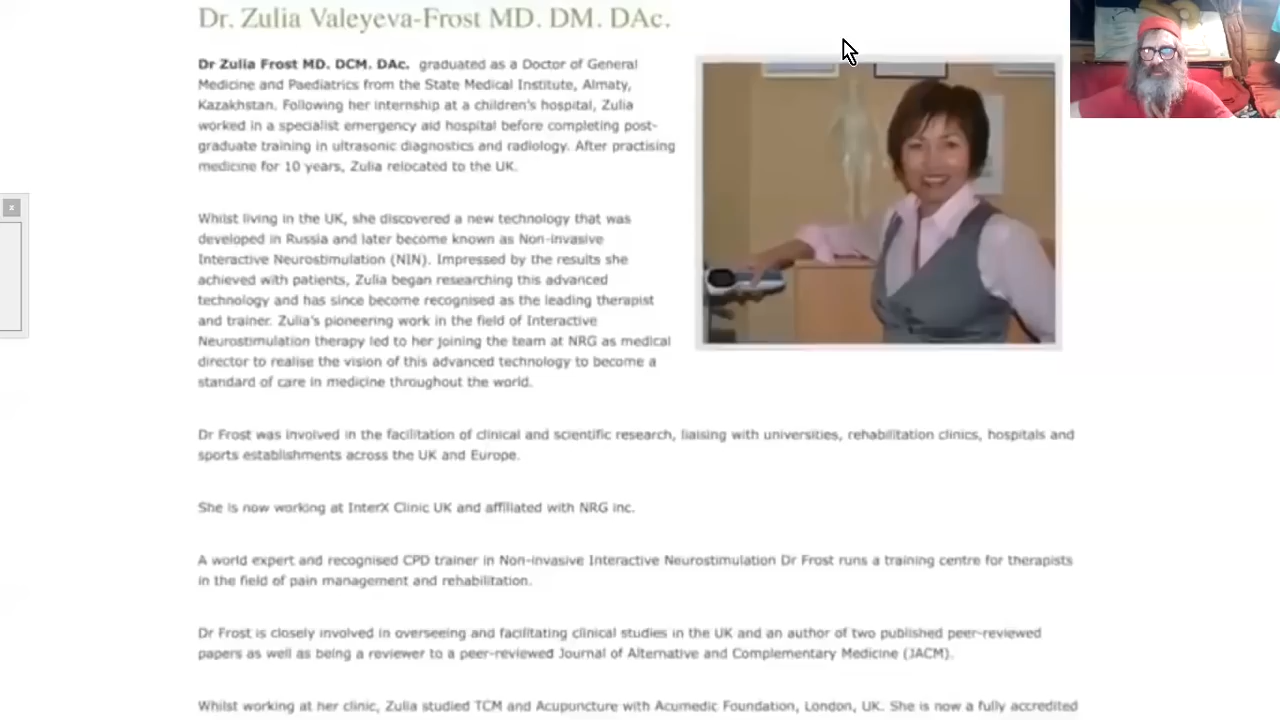 Dr. Zulia Valeyeva-Frost MD. DM. DAc.
Dr Zulia Frost MD. DCM. DAc. graduated as a Doctor of General
Medicine and Paediatrics from the State Medical Institute, Almaty,
Kazakhstan. Following her internship at a children's hospital, Zulia
worked in a specialist emergency aid hospital before completing post-
graduate training in ultrasonic diagnostics and radiology. After practising
medicine for 10 years, Zulia relocated to the UK.
Whilst living in the UK, she discovered a new technology that was
developed in Russia and later become known as Non-invasive
Interactive Neurostimulation (NIN). Impressed by the results she
achieved with patients, Zulia began researching this advanced
technology and has since become recognised as the leading therapist
and trainer. Zulia's pioneering work in the field of Interactive
Neurostimulation therapy led to her joining the team at NRG as medical
director to realise the vision of this advanced technology to become a
standard of care in medicine throughout the world.
Dr Frost was involved in the facilitation of clinical and scientific research, liaising with universities, rehabilitation clinics, hospitals and
sports establishments across the UK and Europe.
She is now working at InterX Clinic UK and affiliated with NRG inc.
A world expert and recognised CPD trainer in Non-invasive Interactive Neurostimulation Dr Frost runs a training centre for therapists
in the field of pain management and rehabilitation.
Dr Frost is closely involved in overseeing and facilitating clinical studies in the UK and an author of two published peer-reviewed
papers as well as being a reviewer to a peer-reviewed Journal of Alternative and Complementary Medicine (JACM).
Whilst working at her clinic, Zulia studied TCM and Acupuncture with Acumedic Foundation, London, UK. She is now a fully accredited